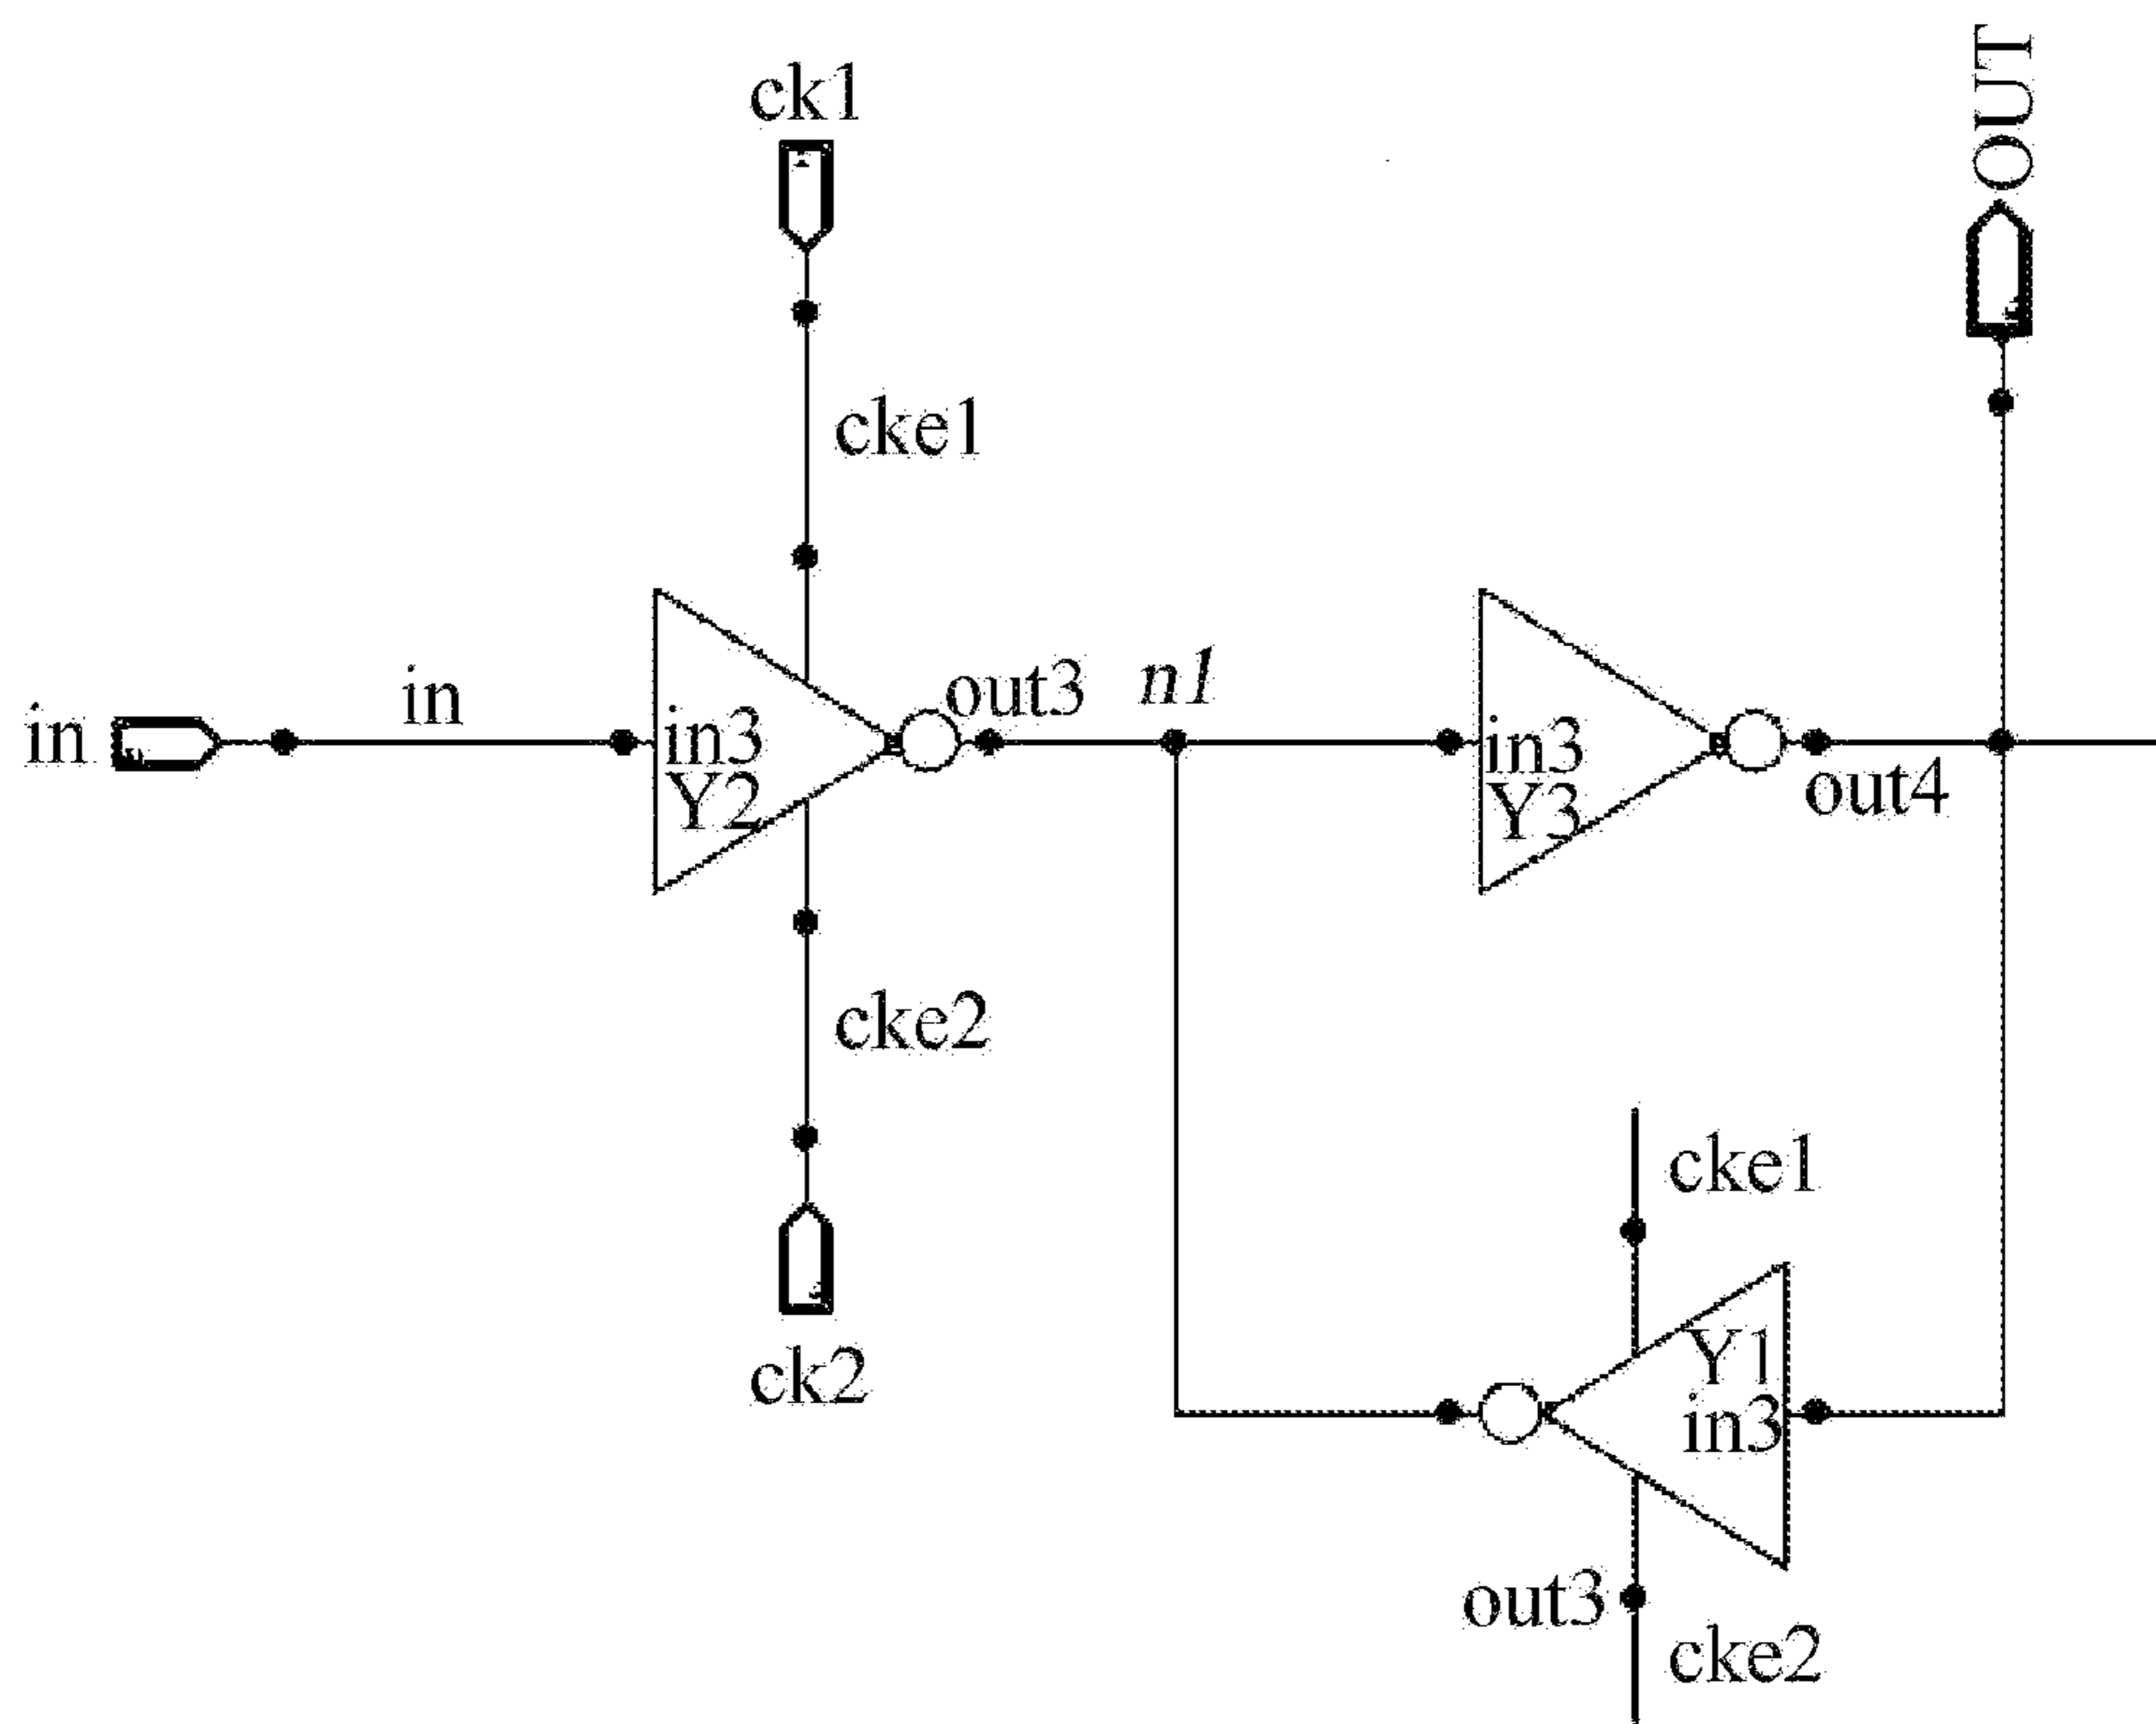 ck1
OUT
cke1
in
in
in3
Y2
out3
n1
in3
Y3
out4
cke2
ck2
cke1
Y1
in3
out3
cke2